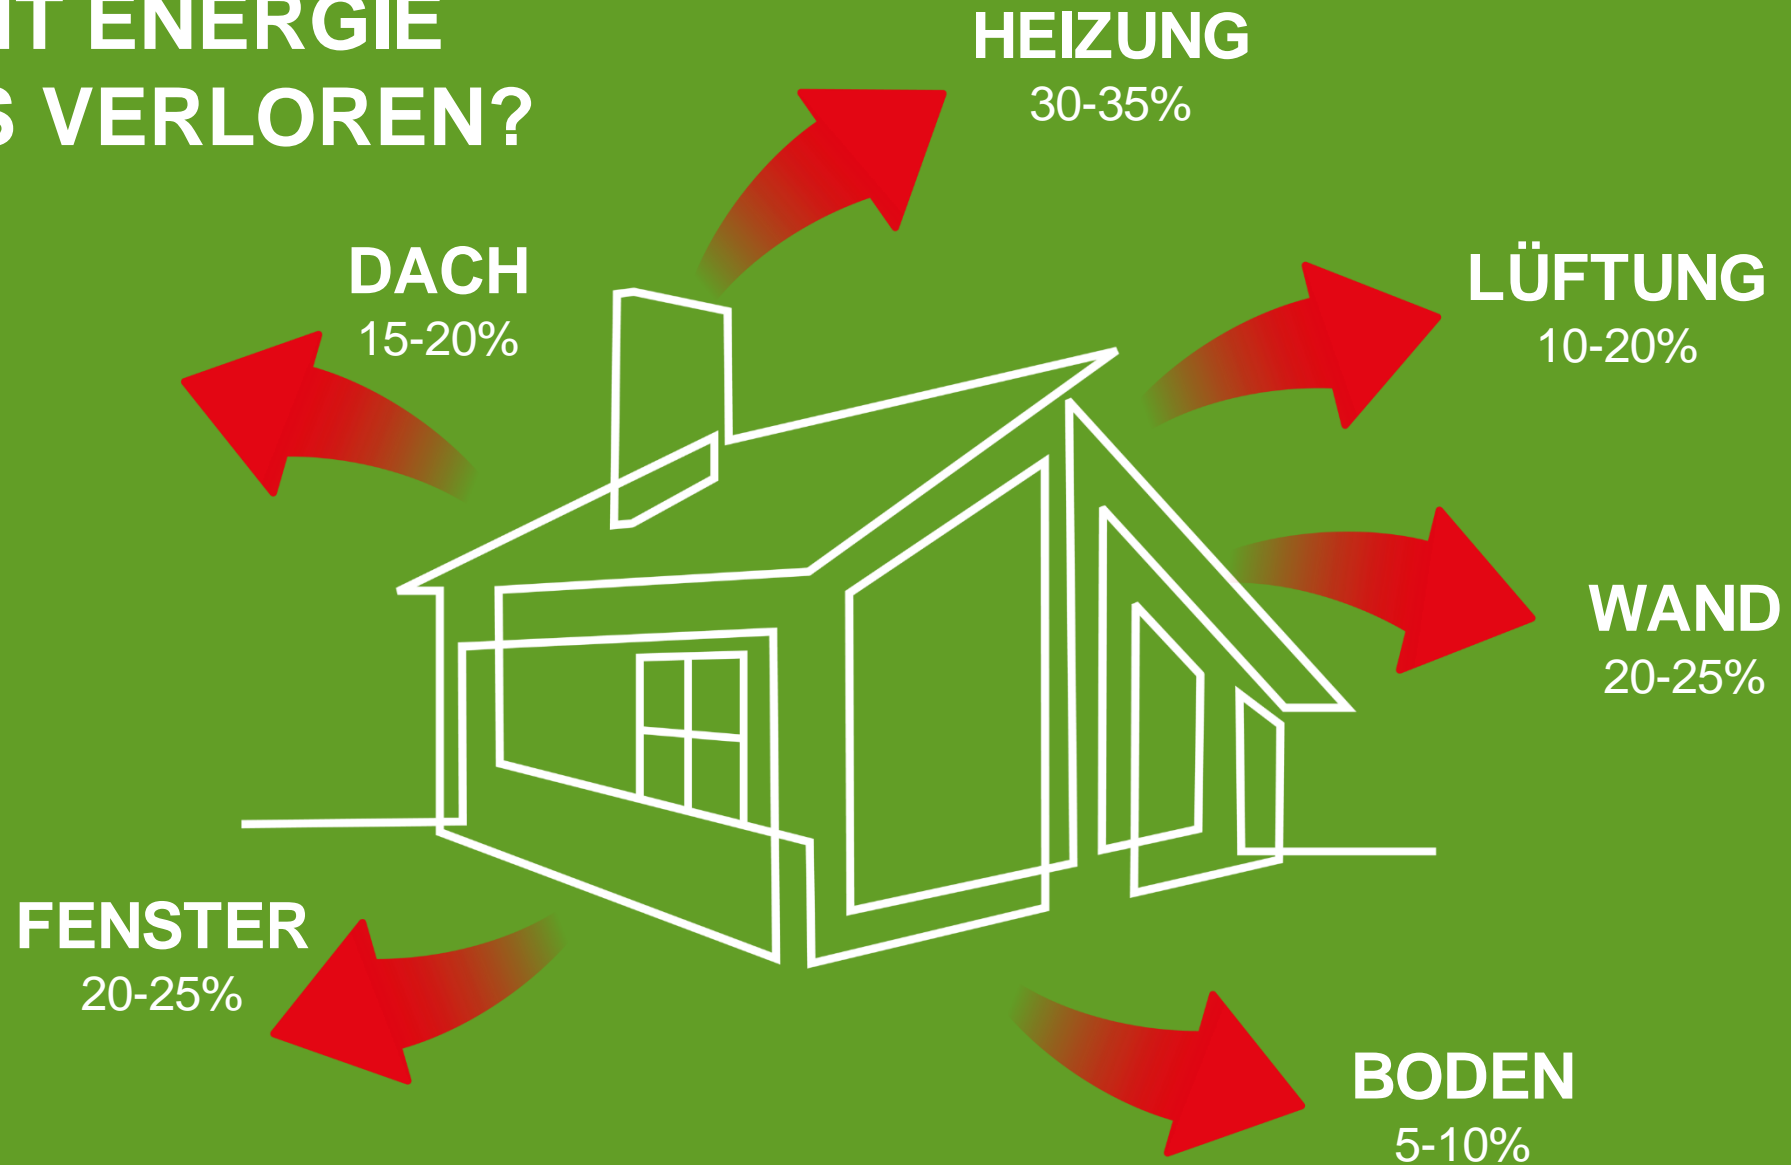 ENERGIE
VERLOREN?
HEIZUNG
30-35%
DACH
15-20%
LÜFTUNG
10-20%
WAND
20-25%
FENSTER
20-25%
BODEN
5-10%